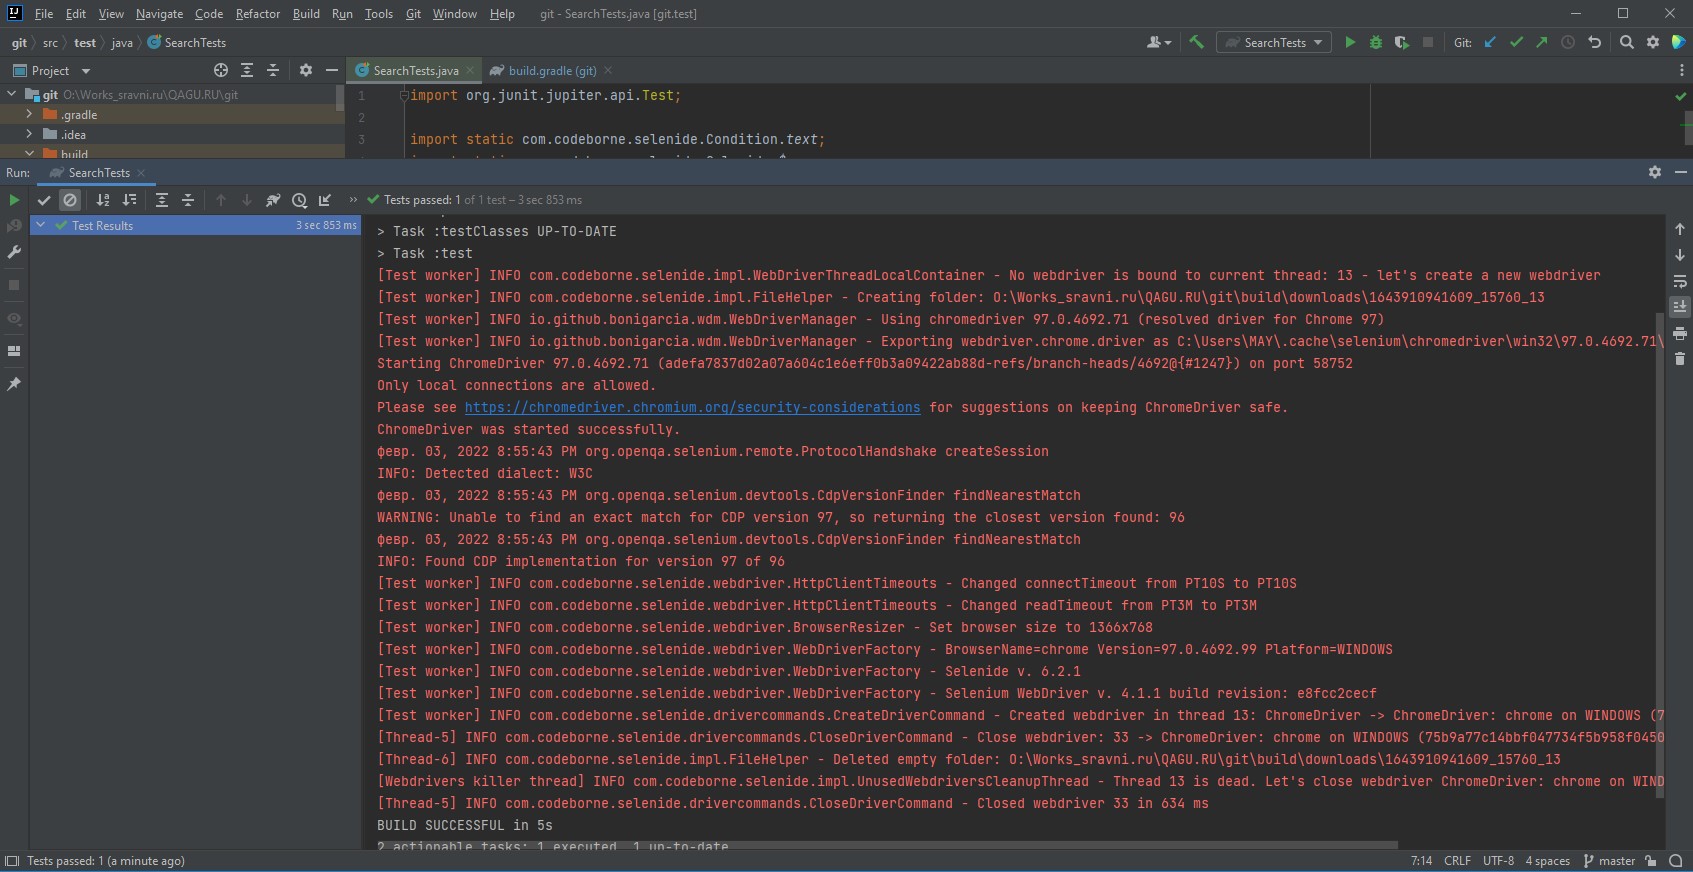 File Edit View Navigate Code Refactor Build Run Tools Git Window Help git - SearchTests.java [git.test]
git src test java SearchTests SearchTests Git:
Project SearchTests.java build.gradle (git)
git O:\Works_sravni.ru\QAGU.RU\git
.gradle
.idea
build
1 import org.junit.jupiter.api.Test;
2
3 import static com.codeborne.selenide.Condition.text;
Run: SearchTests
Tests passed: 1 of 1 test – 3 sec 853 ms
Test Results 3 sec 853 ms
> Task :testClasses UP-TO-DATE
> Task :test
[Test worker] INFO com.codeborne.selenide.impl.WebDriverThreadLocalContainer - No webdriver is bound to current thread: 13 - let's create a new webdriver
[Test worker] INFO com.codeborne.selenide.impl.FileHelper - Creating folder: O:\Works_sravni.ru\QAGU.RU\git\build\downloads\1643910941609_15760_13
[Test worker] INFO io.github.bonigarcia.wdm.WebDriverManager - Using chromedriver 97.0.4692.71 (resolved driver for Chrome 97)
[Test worker] INFO io.github.bonigarcia.wdm.WebDriverManager - Exporting webdriver.chrome.driver as C:\Users\MAY\.cache\selenium\chromedriver\win32\97.0.4692.71\
Starting ChromeDriver 97.0.4692.71 (adefa7837d02a07a604c1e6eff0b3a09422ab88d-refs/branch-heads/4692@{#1247}) on port 58752
Only local connections are allowed.
Please see https://chromedriver.chromium.org/security-considerations for suggestions on keeping ChromeDriver safe.
ChromeDriver was started successfully.
февр. 03, 2022 8:55:43 PM org.openqa.selenium.remote.ProtocolHandshake createSession
INFO: Detected dialect: W3C
февр. 03, 2022 8:55:43 PM org.openqa.selenium.devtools.CdpVersionFinder findNearestMatch
WARNING: Unable to find an exact match for CDP version 97, so returning the closest version found: 96
февр. 03, 2022 8:55:43 PM org.openqa.selenium.devtools.CdpVersionFinder findNearestMatch
INFO: Found CDP implementation for version 97 of 96
[Test worker] INFO com.codeborne.selenide.webdriver.HttpClientTimeouts - Changed connectTimeout from PT10S to PT10S
[Test worker] INFO com.codeborne.selenide.webdriver.HttpClientTimeouts - Changed readTimeout from PT3M to PT3M
[Test worker] INFO com.codeborne.selenide.webdriver.BrowserResizer - Set browser size to 1366x768
[Test worker] INFO com.codeborne.selenide.webdriver.WebDriverFactory - BrowserName=chrome Version=97.0.4692.99 Platform=WINDOWS
[Test worker] INFO com.codeborne.selenide.webdriver.WebDriverFactory - Selenide v. 6.2.1
[Test worker] INFO com.codeborne.selenide.webdriver.WebDriverFactory - Selenium WebDriver v. 4.1.1 build revision: e8fcc2cecf
[Test worker] INFO com.codeborne.selenide.drivercommands.CreateDriverCommand - Created webdriver in thread 13: ChromeDriver -> ChromeDriver: chrome on WINDOWS (7
[Thread-5] INFO com.codeborne.selenide.drivercommands.CloseDriverCommand - Close webdriver: 33 -> ChromeDriver: chrome on WINDOWS (75b9a77c14bbf047734f5b958f0450
[Thread-6] INFO com.codeborne.selenide.impl.FileHelper - Deleted empty folder: O:\Works_sravni.ru\QAGU.RU\git\build\downloads\1643910941609_15760_13
[Webdrivers killer thread] INFO com.codeborne.selenide.impl.UnusedWebdriversCleanupThread - Thread 13 is dead. Let's close webdriver ChromeDriver: chrome on WIND
[Thread-5] INFO com.codeborne.selenide.drivercommands.CloseDriverCommand - Closed webdriver 33 in 634 ms
BUILD SUCCESSFUL in 5s
2 actionable tasks: 1 executed, 1 up-to-date
Tests passed: 1 (a minute ago) 7:14 CRLF UTF-8 4 spaces master